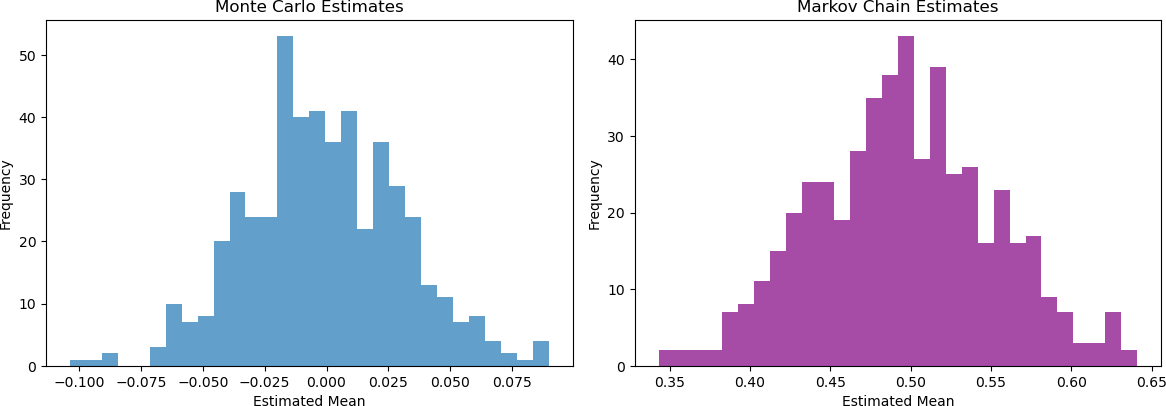 Monte Carlo Estimates
Frequency
50
40
30
20
10
0
−0.100 −0.075 −0.050 −0.025 0.000 0.025 0.050 0.075
Estimated Mean
Markov Chain Estimates
Frequency
40
30
20
10
0
0.35 0.40 0.45 0.50 0.55 0.60 0.65
Estimated Mean